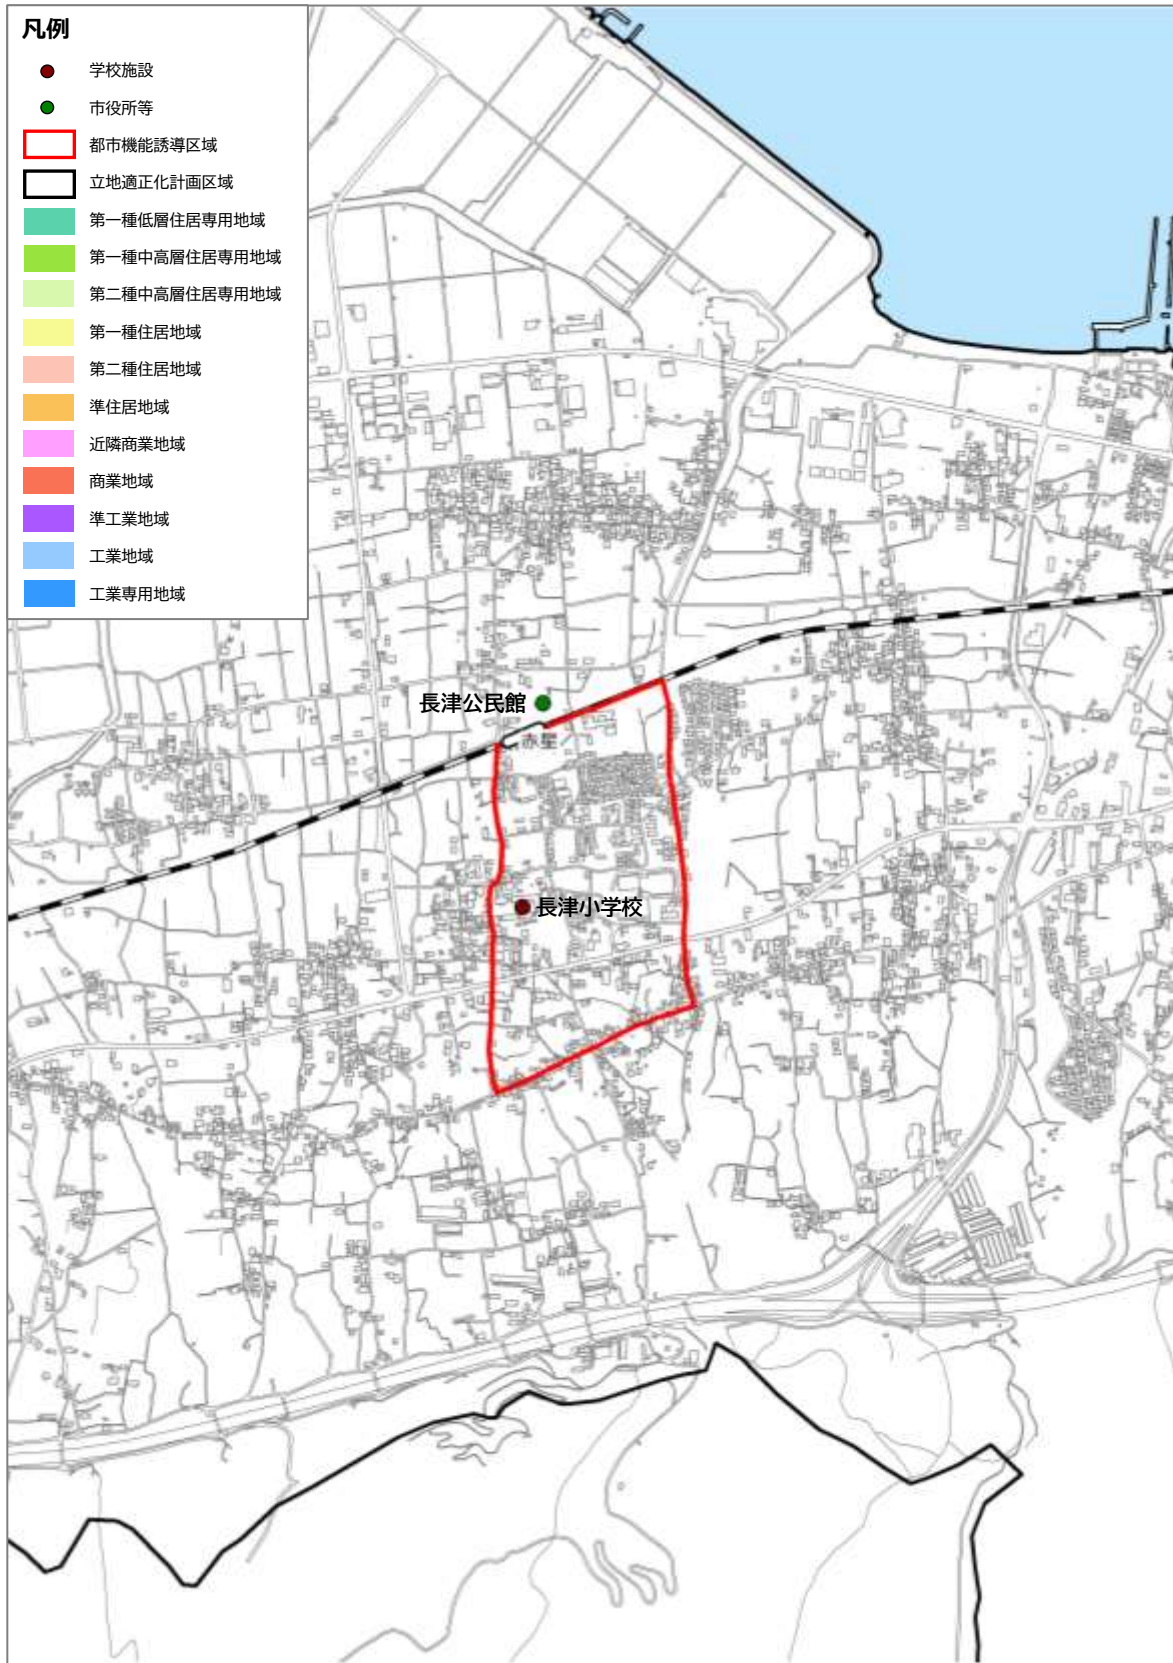 凡例
学校施設
市役所等
都市機能誘導区域
立地適正化計画区域
第一種低層住居専用地域
第一種中高層住居専用地域
第二種中高層住居専用地域
第一種住居地域
第二種住居地域
準住居地域
近隣商業地域
商業地域
準工業地域
工業地域
工業専用地域
長津公民館
赤星
長津小学校